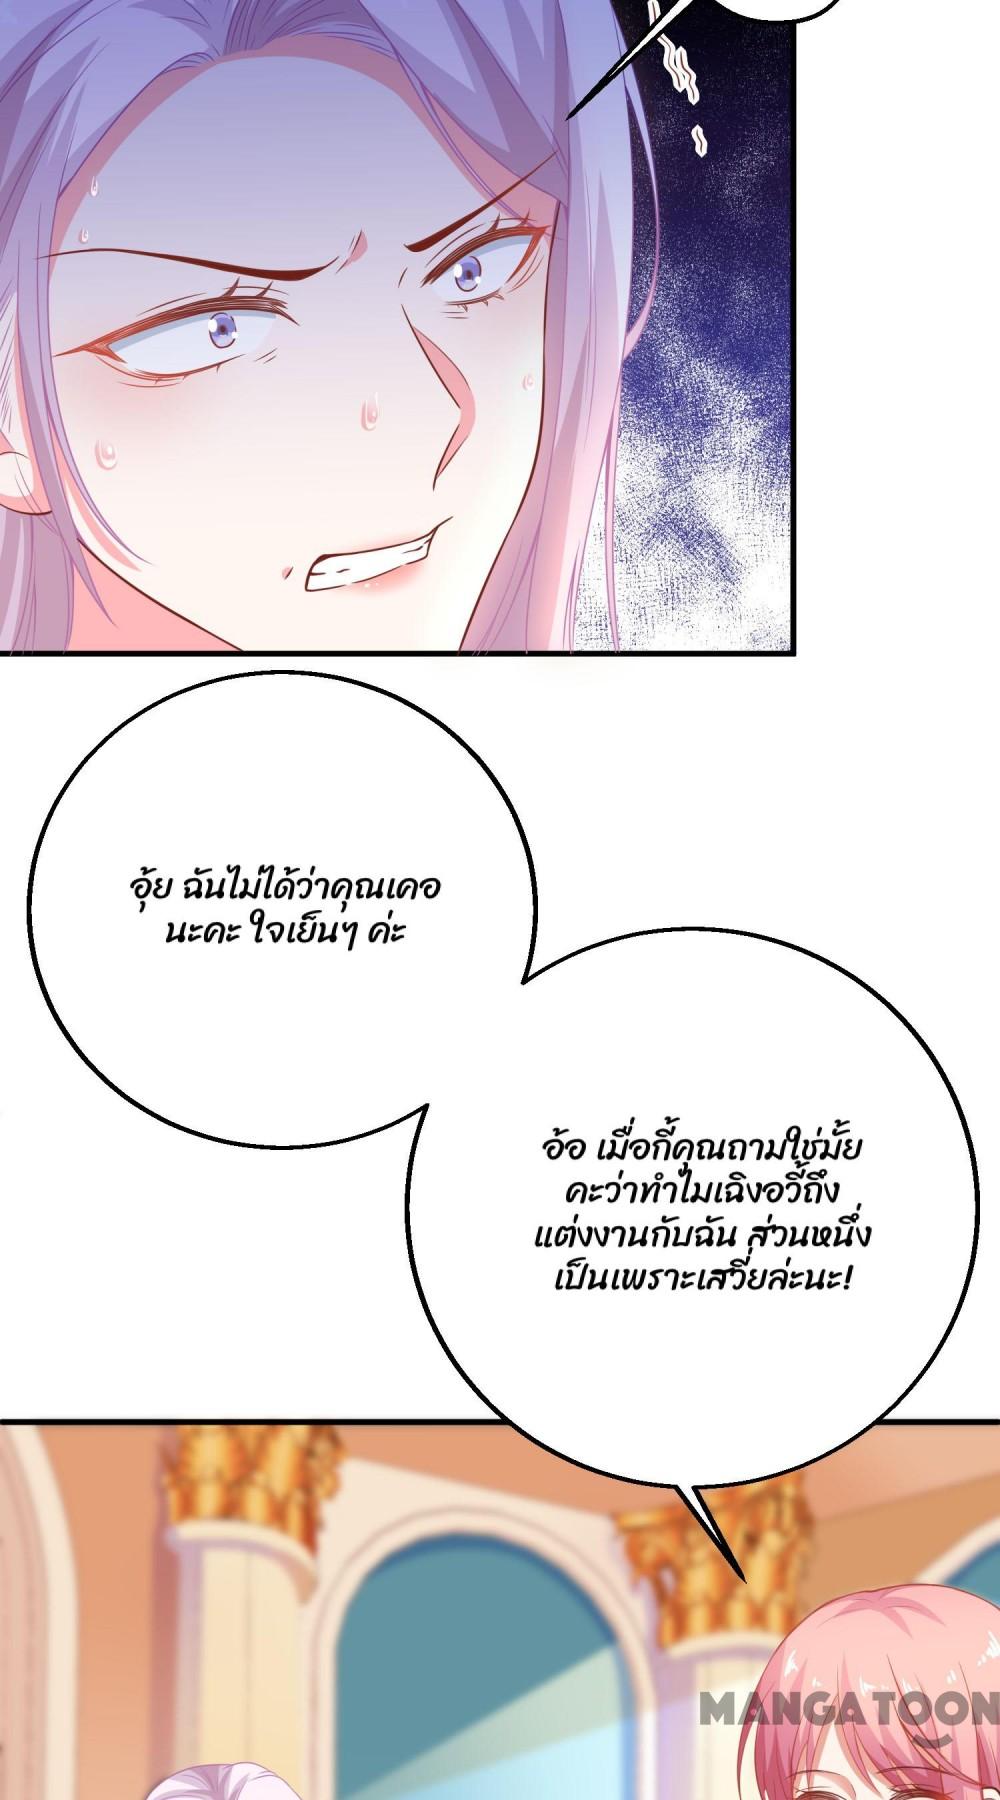 อุ้ย ฉันไม่ได้ว่าคุณเคอ
นะคะ ใจเย็นๆ ค่ะ
อ้อ เมื่อกี้คุณถามใช่มั้ย
คะว่าทำไมเฉิงอวี้ถึง
แต่งงานกับฉัน ส่วนหนึ่ง
เป็นเพราะเสวี่ยล่ะนะ!
MANGATOON